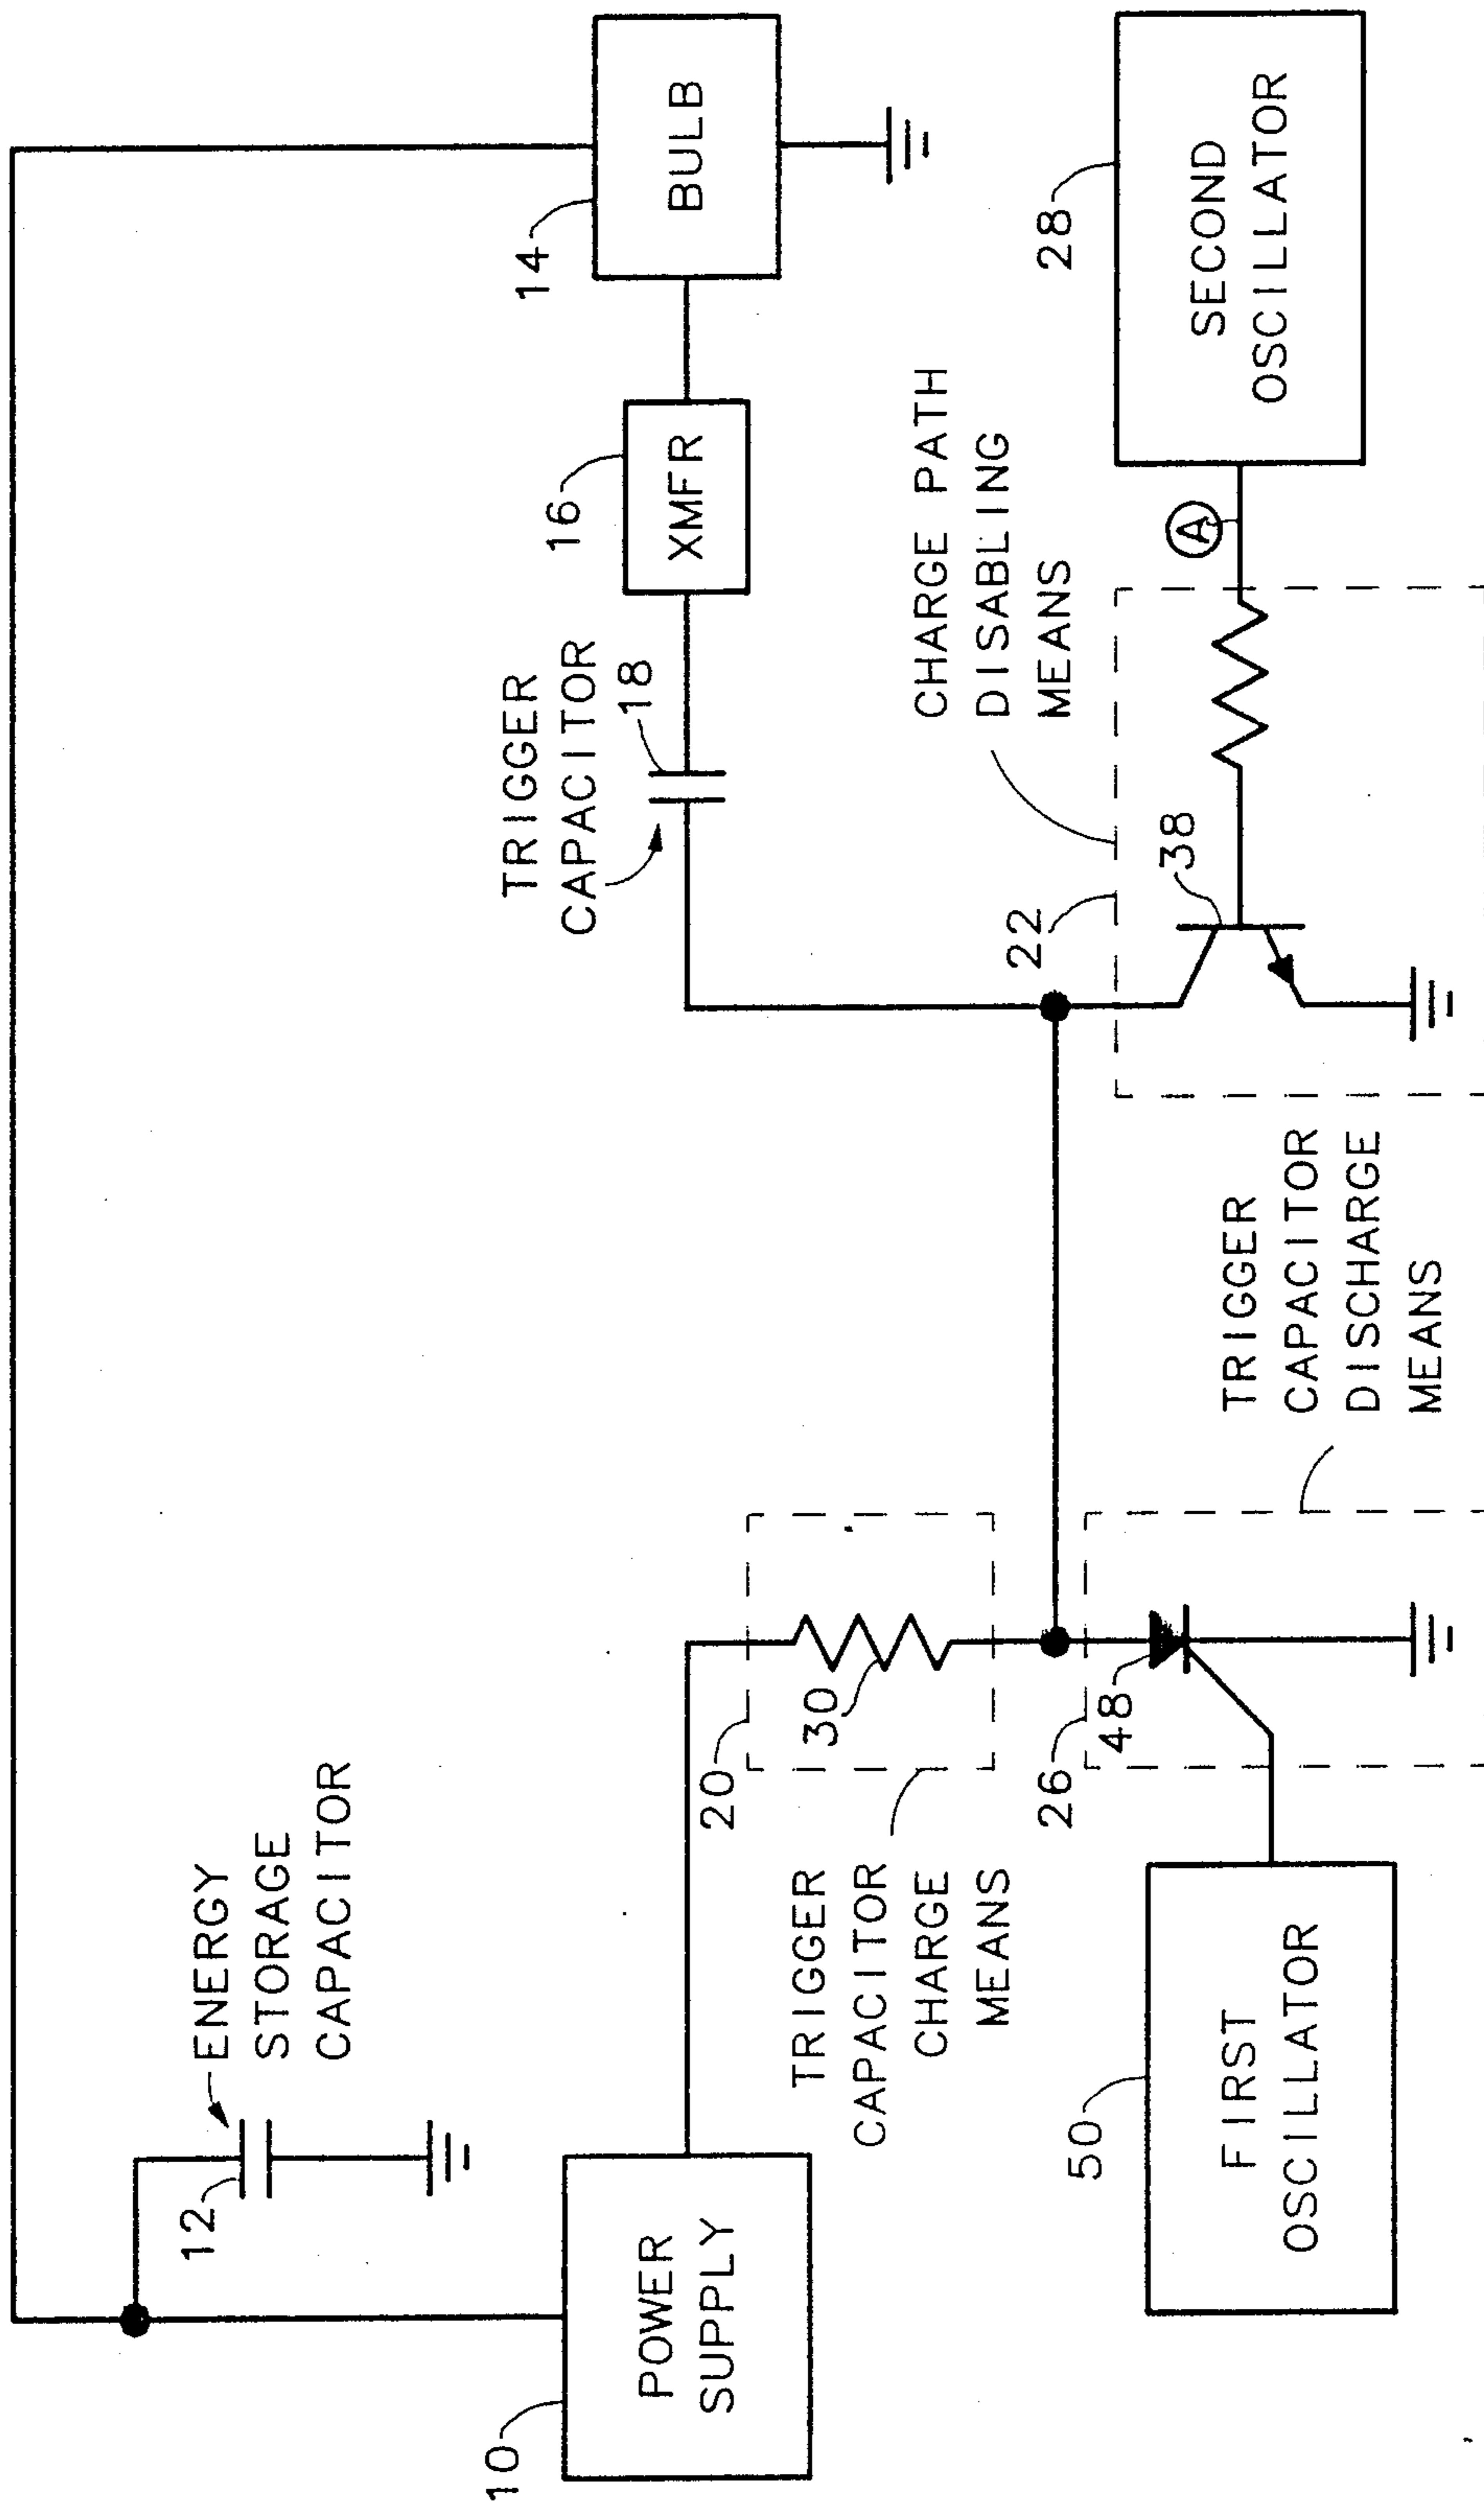 ENERGY
STORAGE
CAPACITOR
12
10
POWER
SUPPLY
14
BULB
16
XMFR
TRIGGER
CAPACITOR
18
20
30
TRIGGER
CAPACITOR
CHARGE
MEANS
22
CHARGE PATH
DISABLING
MEANS
38
A
28
SECOND
OSCILLATOR
26
48
TRIGGER
CAPACITOR
DISCHARGE
MEANS
50
FIRST
OSCILLATOR